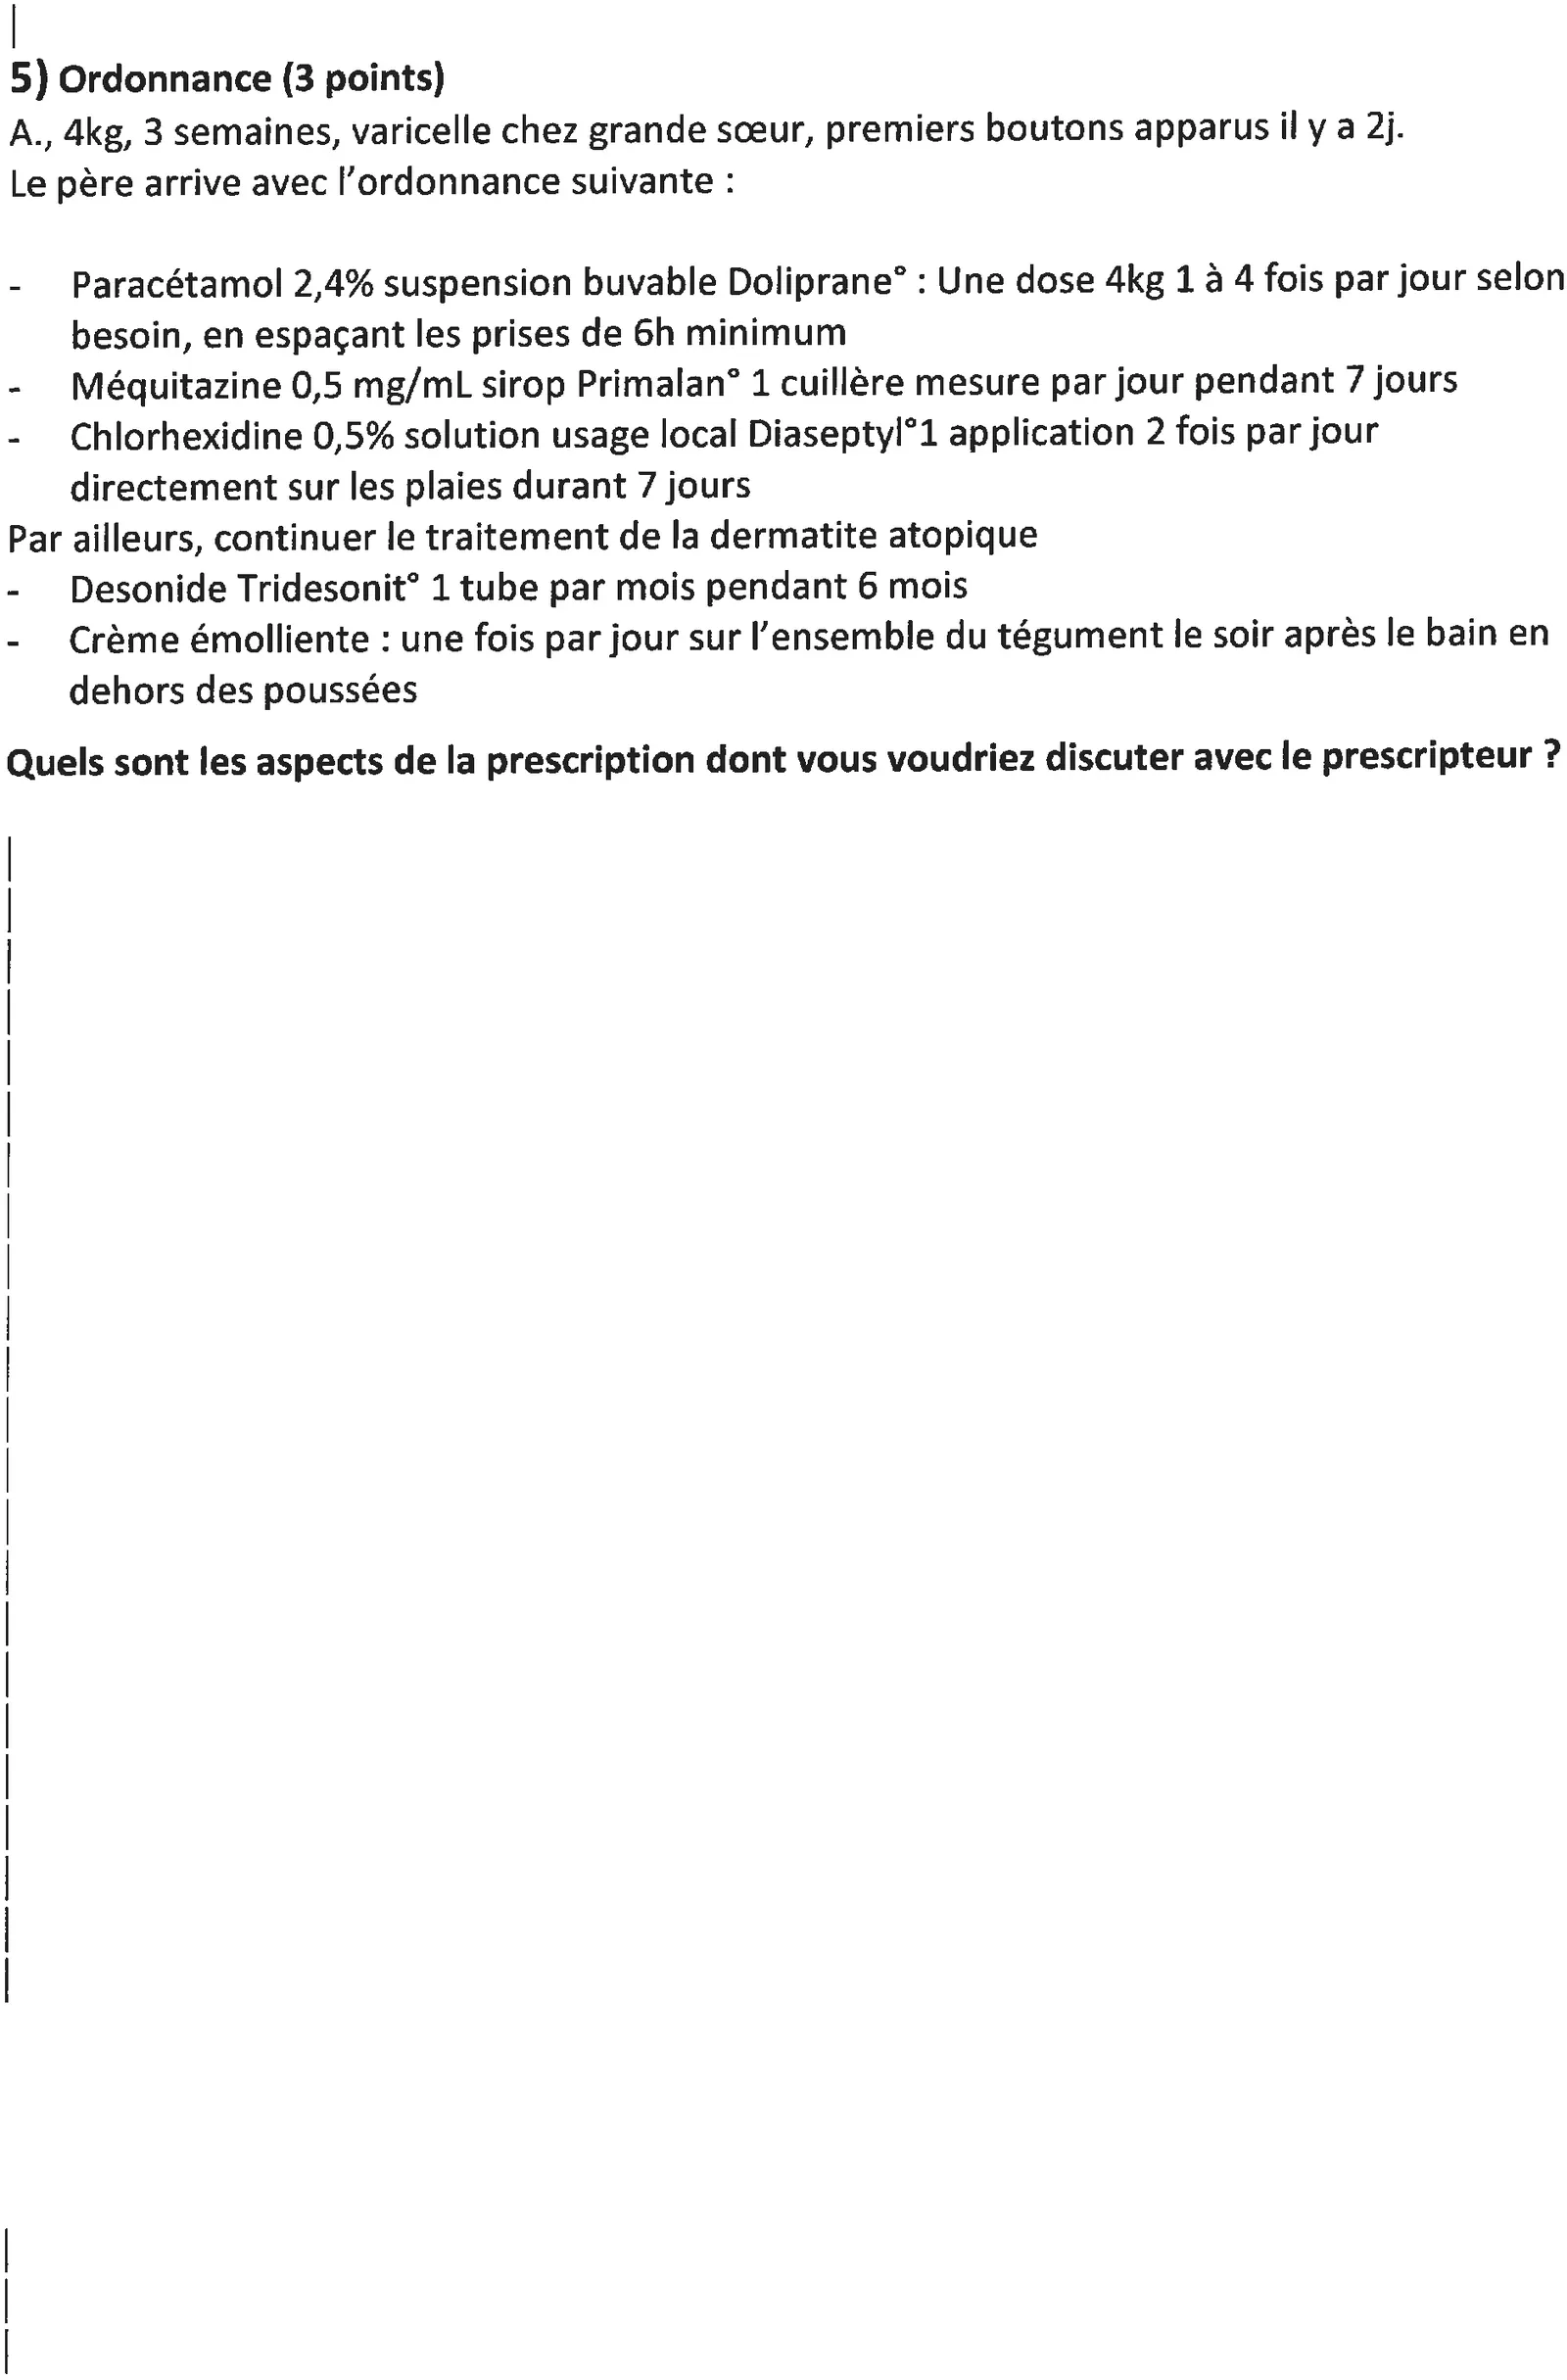 5) Ordonnance (3 points)
A., 4kg, 3 semaines, varicelle chez grande sœur, premiers boutons apparus il y a 2j.
Le père arrive avec l'ordonnance suivante :
- Paracétamol 2,4% suspension buvable Doliprane° : Une dose 4kg 1 à 4 fois par jour selon
besoin, en espaçant les prises de 6h minimum
- Méquitazine 0,5 mg/mL sirop Primalan° 1 cuillère mesure par jour pendant 7 jours
- Chlorhexidine 0,5% solution usage local Diaseptyl°1 application 2 fois par jour
directement sur les plaies durant 7 jours
Par ailleurs, continuer le traitement de la dermatite atopique
- Desonide Tridesonit° 1 tube par mois pendant 6 mois
- Crème émolliente : une fois par jour sur l'ensemble du tégument le soir après le bain en
dehors des poussées
Quels sont les aspects de la prescription dont vous voudriez discuter avec le prescripteur ?